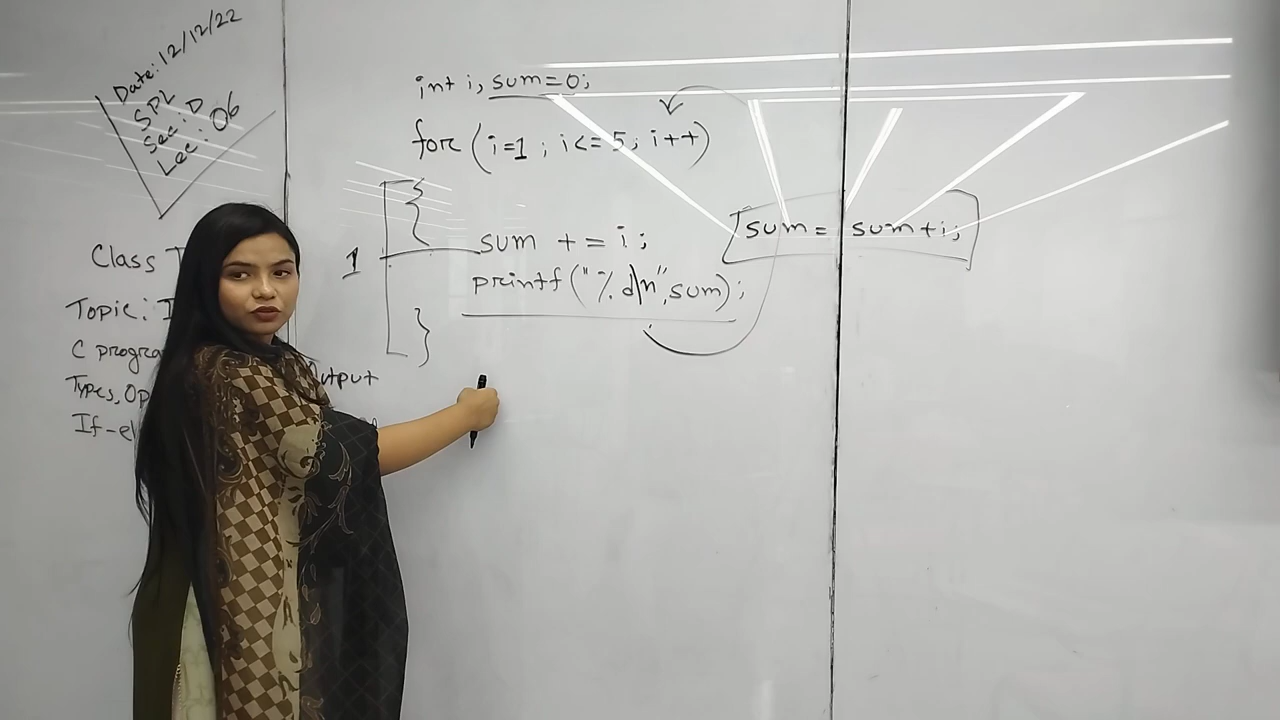 Date: 12/12/22
SPL
Sec: D
Lec: 06
Class
Topic:
C progra
Types, Op
utput
If-el
int i, sum=0;
for (i=1; i<=5; i++)
{
sum += i;
sum = sum+i;
1
printf("%d\n", sum);
}